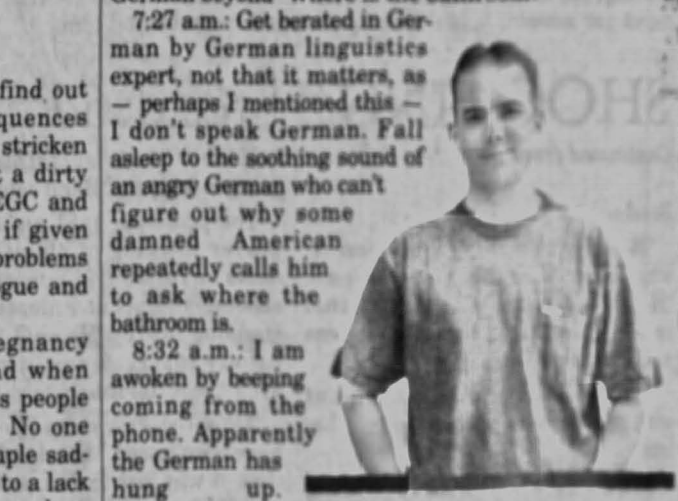 find out
quences
stricken
a dirty
EGC and
if given
problems
gue and
egnancy
d when
s people
No one
ple sad-
to a lack
7:27 a.m.: Get berated in Ger-
man by German linguistics
expert, not that it matters, as
— perhaps I mentioned this —
I don't speak German. Fall
asleep to the soothing sound of
an angry German who can't
figure out why some
damned American
repeatedly calls him
to ask where the
bathroom is.
8:32 a.m.: I am
awoken by beeping
coming from the
phone. Apparently
the German has
hung up.